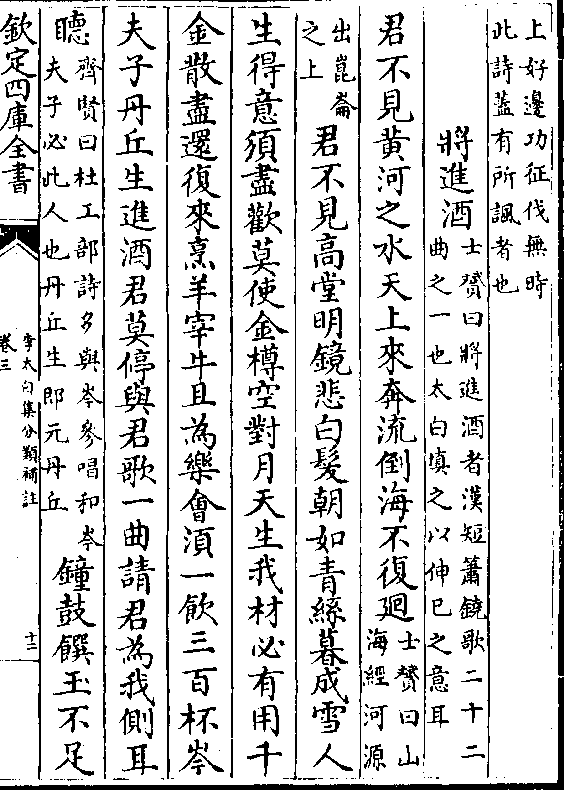 上好邊功征伐無時
此詩蓋有所諷者也
將進酒
士贇曰將進酒者漢短簫鐃歌二十二
曲之一也太白填之以伸已之意耳
君不見黃河之水天上來奔流倒海不復廻
士贇曰山
海經河源
出崑崙
之上
君不見高堂明鏡悲白髮朝如青絲暮成雪人
生得意須盡歡莫使金樽空對月天生我材必有用千
金散盡還復來烹羊宰牛且為樂會湏一飲三百杯岑
夫子丹丘生進酒君莫停與君歌一曲請君為我側耳
聽
齊賢曰杜工部詩多與岑參唱和岑
夫子必此人也丹丘生即元丹丘
鐘鼓饌玉不足
欽定四庫全書
李太白集分類補註
卷三
十二